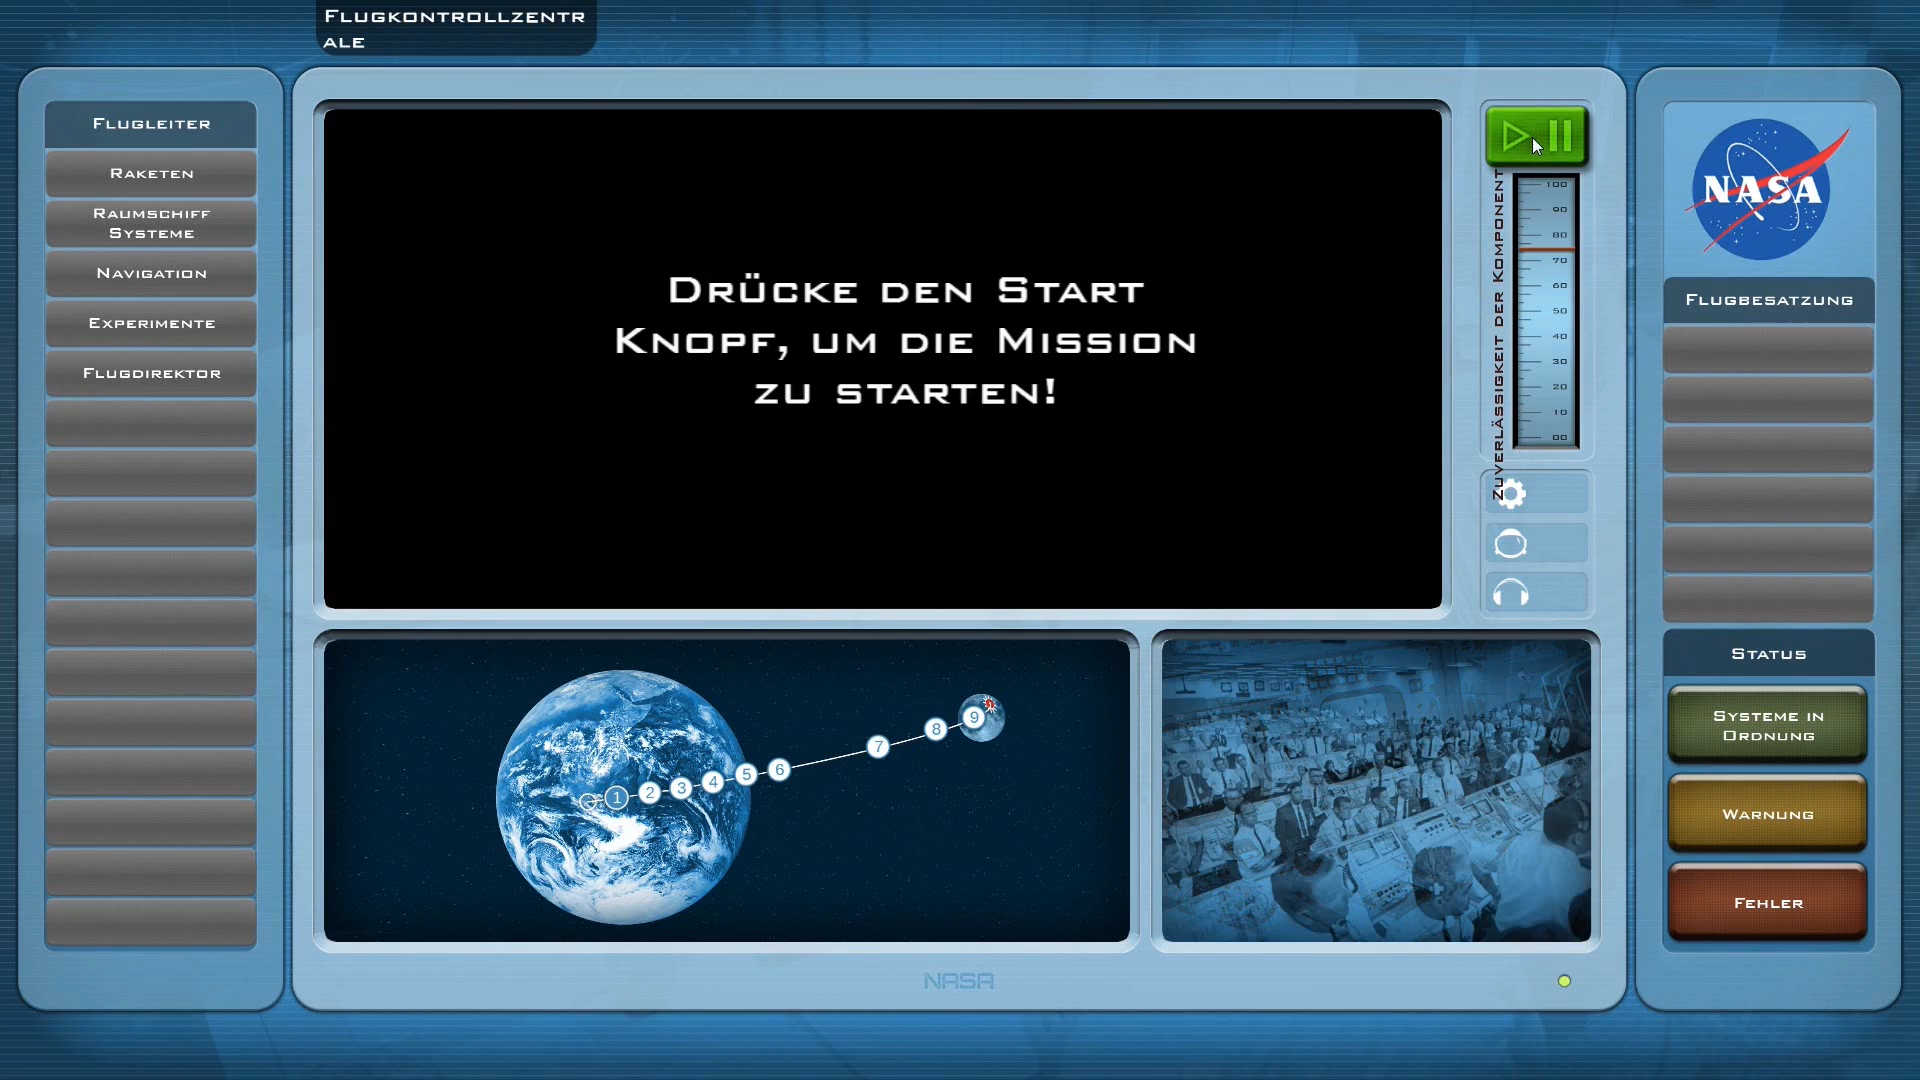 Flugkontrollzentr
ale
Flugleiter
Raketen
Raumschiff
Systeme
Navigation
Experimente
Flugdirektor
Drücke den Start
Knopf, um die Mission
zu starten!
Zuverlässigkeit der Komponent
100
90
80
70
60
50
40
30
20
10
00
NASA
Flugbesatzung
Status
Systeme in
Ordnung
Warnung
Fehler
1
2
3
4
5
6
7
8
9
NASA